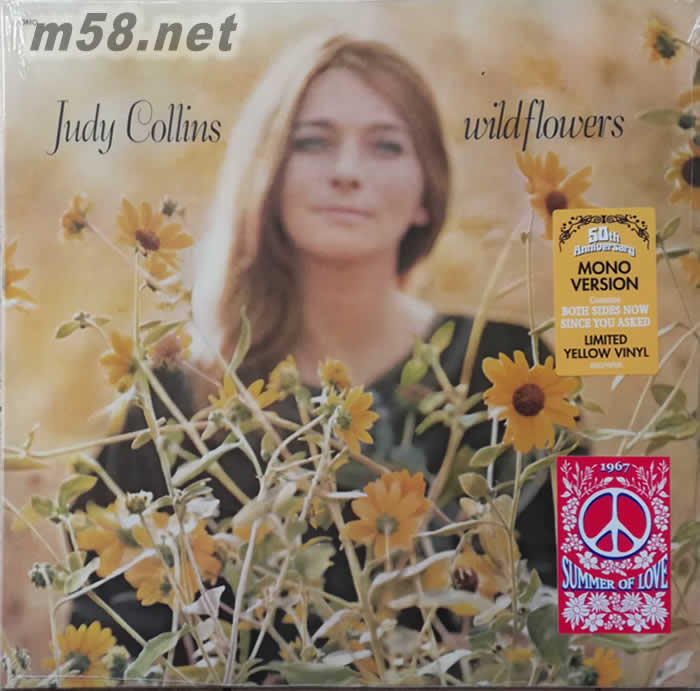 m58.net
Judy Collins
wildflowers
50th
Anniversary
MONO
VERSION
Contains
BOTH SIDES NOW
SINCE YOU ASKED
LIMITED
YELLOW VINYL
1967
SUMMER OF LOVE